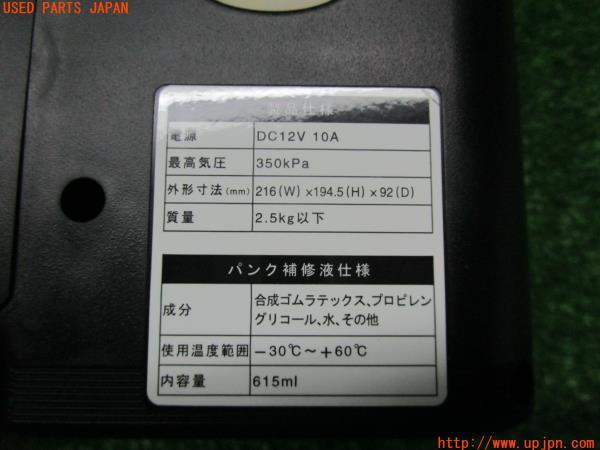 USED PARTS JAPAN
製品仕様
電源 DC12V 10A
最高気圧 350kPa
外形寸法(mm) 216(W)×194.5(H)×92(D)
質量 2.5kg以下
パンク補修液仕様
成分 合成ゴムラテックス、プロピレン
グリコール、水、その他
使用温度範囲 −30℃〜+60℃
内容量 615ml
http://www.upjpn.com/